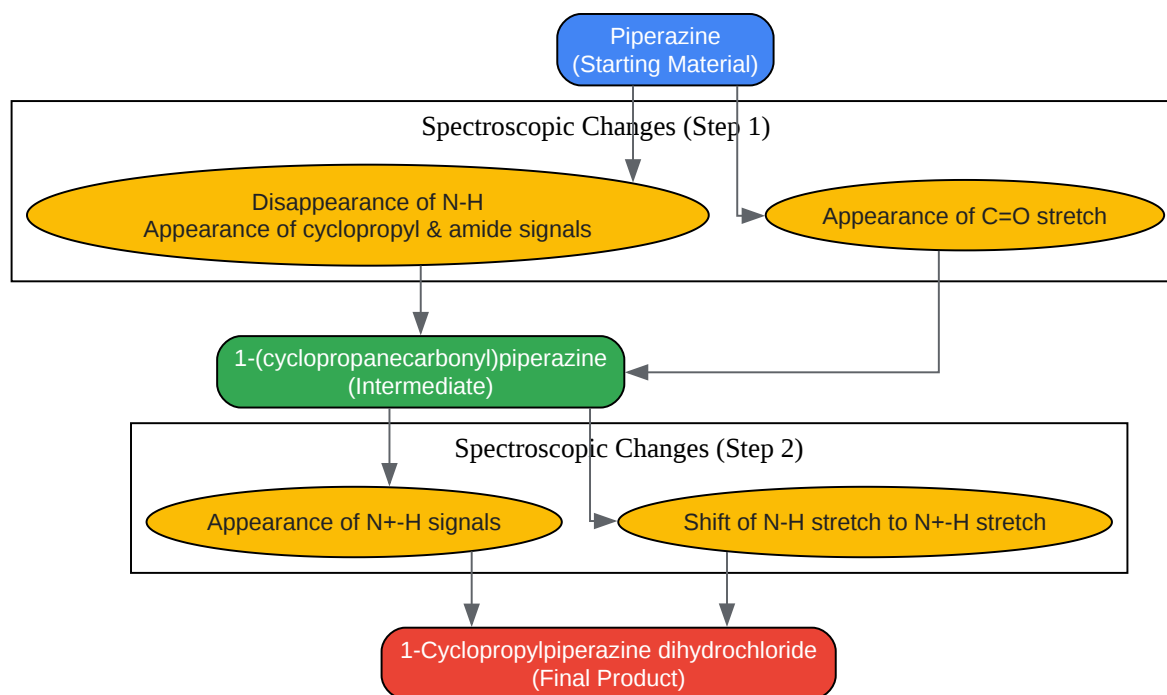 Piperazine
(Starting Material)
Spectroscopic Changes (Step 1)
Disappearance of N-H
Appearance of cyclopropyl & amide signals
Appearance of C=O stretch
1-(cyclopropanecarbonyl)piperazine
(Intermediate)
Spectroscopic Changes (Step 2)
Appearance of N+-H signals
Shift of N-H stretch to N+-H stretch
1-Cyclopropylpiperazine dihydrochloride
(Final Product)